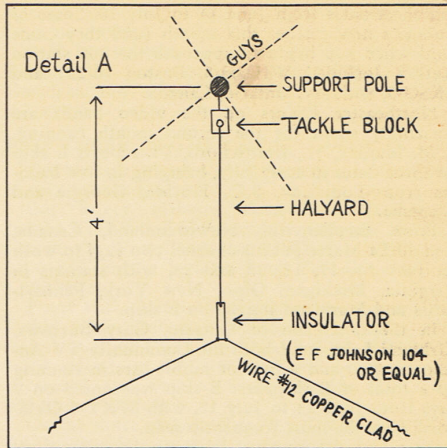 Detail A
GUYS
SUPPORT POLE
TACKLE BLOCK
4'
HALYARD
INSULATOR
(E F JOHNSON 104
OR EQUAL)
WIRE #12 COPPER CLAD